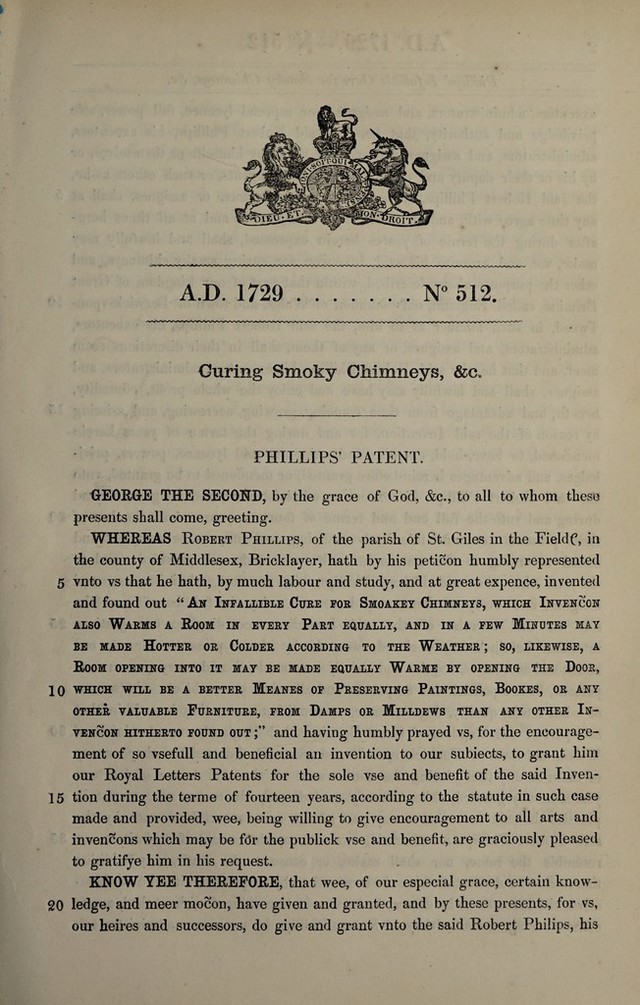 HONI·SOIT·QUI·MAL
DIEU·ET· MON·DROIT.
A.D. 1729 . . . . . . . . Nº 512.
Curing Smoky Chimneys, &c.
PHILLIPS' PATENT.
GEORGE THE SECOND, by the grace of God, &c., to all to whom these
presents shall come, greeting.
WHEREAS ROBERT PHILLIPS, of the parish of St. Giles in the Fieldꝭ, in
the county of Middlesex, Bricklayer, hath by his peticõn humbly represented
5 vnto vs that he hath, by much labour and study, and at great expence, invented
and found out "AN INFALLIBLE CURE FOR SMOAKEY CHIMNEYS, WHICH INVENCÕN
ALSO WARMS A ROOM IN EVERY PART EQUALLY, AND IN A FEW MINUTES MAY
BE MADE HOTTER OR COLDER ACCORDING TO THE WEATHER; SO, LIKEWISE, A
ROOM OPENING INTO IT MAY BE MADE EQUALLY WARME BY OPENING THE DOOR,
10 WHICH WILL BE A BETTER MEANES OF PRESERVING PAINTINGS, BOOKES, OR ANY
OTHER VALUABLE FURNITURE, FROM DAMPS OR MILLDEWS THAN ANY OTHER IN-
VENCÕN HITHERTO FOUND OUT;" and having humbly prayed vs, for the encourage-
ment of so vsefull and beneficial an invention to our subiects, to grant him
our Royal Letters Patents for the sole vse and benefit of the said Inven-
15 tion during the terme of fourteen years, according to the statute in such case
made and provided, wee, being willing to give encouragement to all arts and
invencõns which may be for the publick vse and benefit, are graciously pleased
to gratifye him in his request.
KNOW YEE THEREFORE, that wee, of our especial grace, certain know-
20 ledge, and meer mocõn, have given and granted, and by these presents, for vs,
our heires and successors, do give and grant vnto the said Robert Philips, his